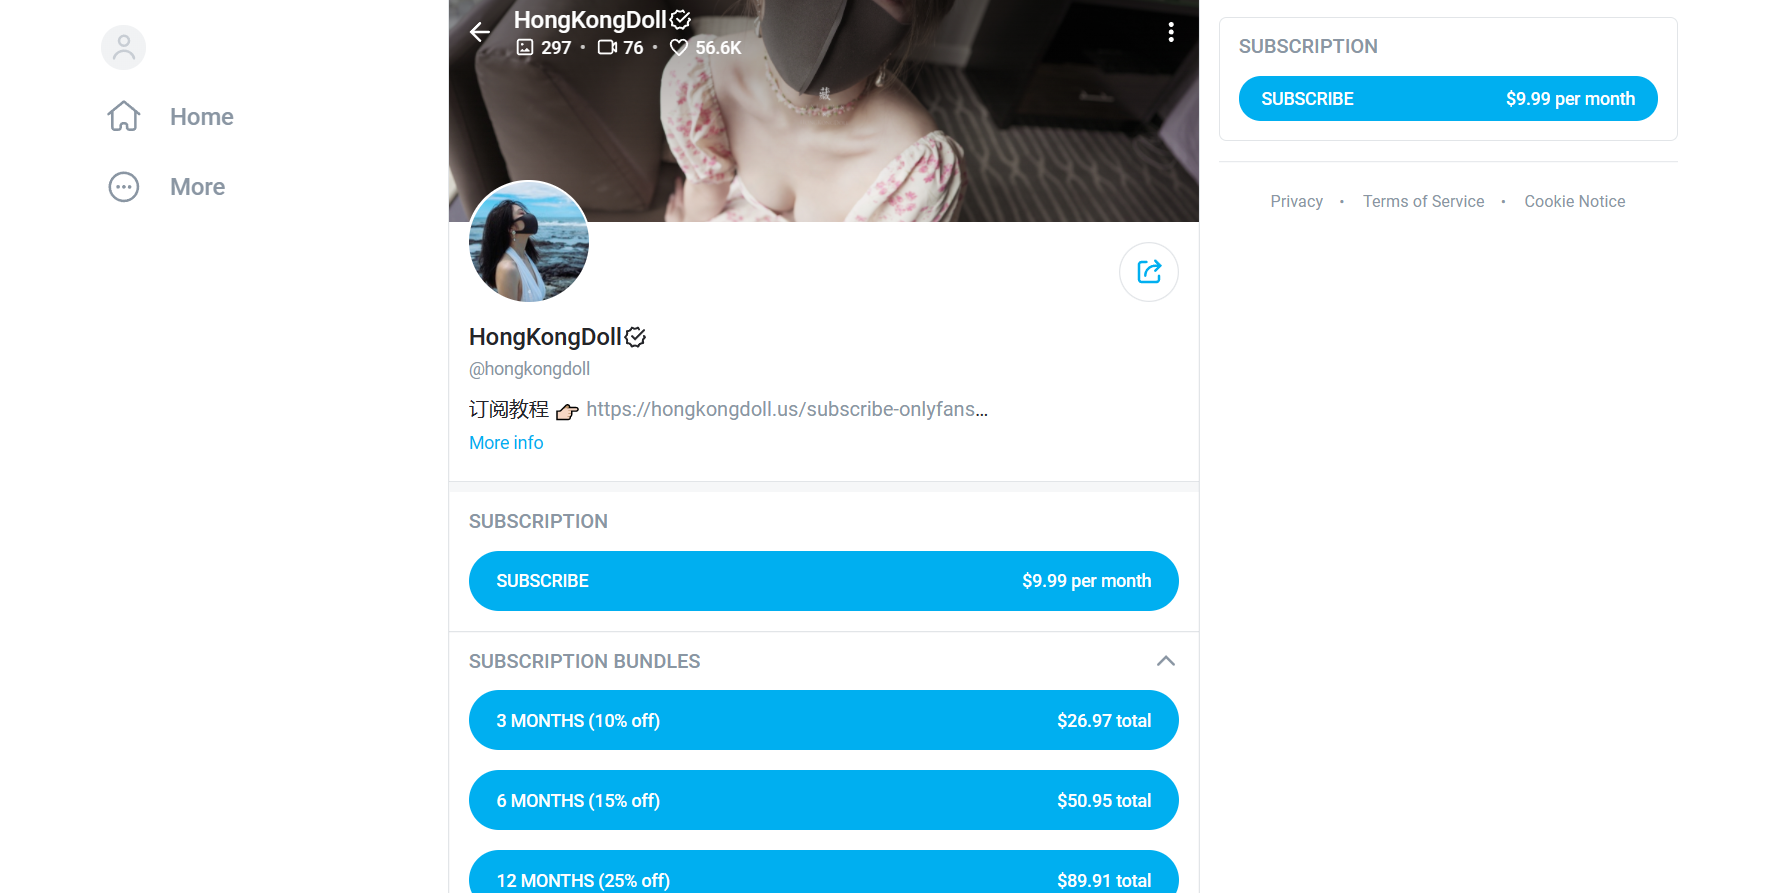 Home
More
HongKongDoll
297 • 76 • 56.6K
藏
HongKongDoll
@hongkongdoll
订阅教程 👉 https://hongkongdoll.us/subscribe-onlyfans...
More info
SUBSCRIPTION
SUBSCRIBE $9.99 per month
SUBSCRIPTION BUNDLES
3 MONTHS (10% off) $26.97 total
6 MONTHS (15% off) $50.95 total
12 MONTHS (25% off) $89.91 total
SUBSCRIPTION
SUBSCRIBE $9.99 per month
Privacy • Terms of Service • Cookie Notice